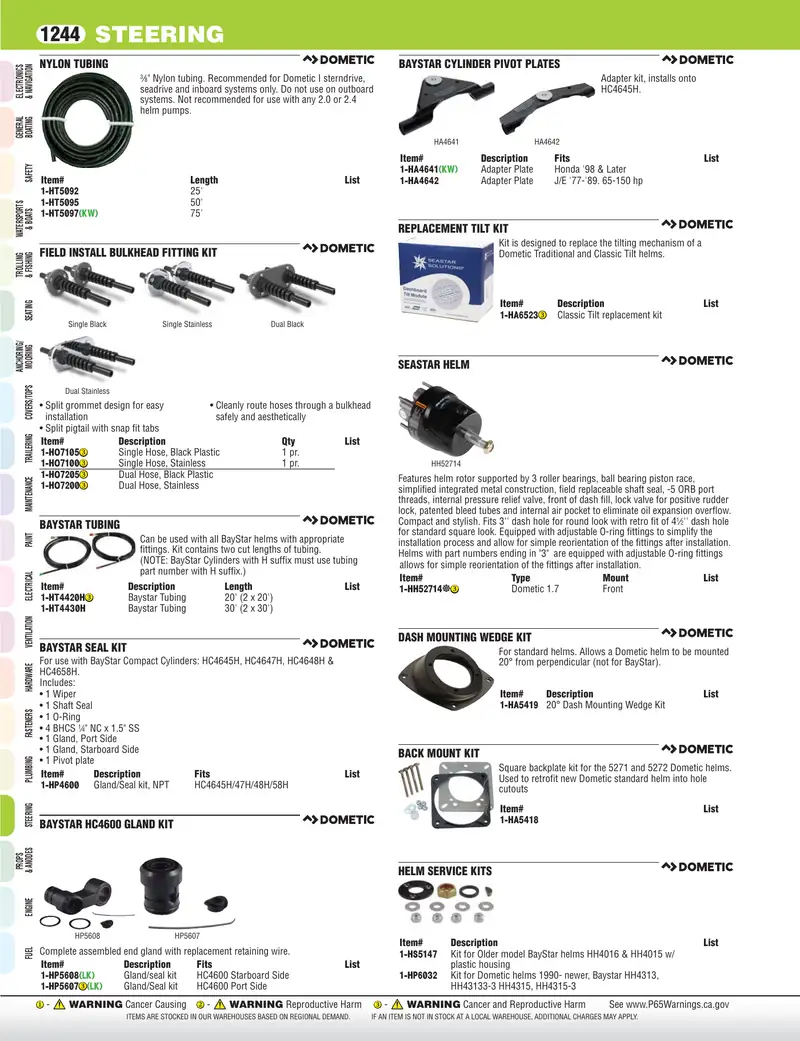 1244 STEERING
ELECTRONICS
& NAVIGATION
GENERAL
BOATING
SAFETY
WATERSPORTS
& BOATS
TROLLING
& FISHING
SEATING
ANCHORING/
MOORING
COVERS/TOPS
TRAILERING
MAINTENANCE
PAINT
ELECTRICAL
VENTILATION
HARDWARE
FASTENERS
PLUMBING
STEERING
PROPS
& ANODES
ENGINE
FUEL
NYLON TUBING
DOMETIC
⅜" Nylon tubing. Recommended for Dometic I sterndrive,
seadrive and inboard systems only. Do not use on outboard
systems. Not recommended for use with any 2.0 or 2.4
helm pumps.
Item# Length List
1-HT5092 25'
1-HT5095 50'
1-HT5097(KW) 75'
DOMETIC
FIELD INSTALL BULKHEAD FITTING KIT
Single Black Single Stainless Dual Black
Dual Stainless
• Split grommet design for easy
installation
• Split pigtail with snap fit tabs
• Cleanly route hoses through a bulkhead
safely and aesthetically
Item# Description Qty List
1-HO7105 3 Single Hose, Black Plastic 1 pr.
1-HO7100 3 Single Hose, Stainless 1 pr.
1-HO7205 3 Dual Hose, Black Plastic
1-HO7200 3 Dual Hose, Stainless
DOMETIC
BAYSTAR TUBING
Can be used with all BayStar helms with appropriate
fittings. Kit contains two cut lengths of tubing.
(NOTE: BayStar Cylinders with H suffix must use tubing
part number with H suffix.)
Item# Description Length List
1-HT4420H 3 Baystar Tubing 20' (2 x 20')
1-HT4430H Baystar Tubing 30' (2 x 30')
DOMETIC
BAYSTAR SEAL KIT
For use with BayStar Compact Cylinders: HC4645H, HC4647H, HC4648H &
HC4658H.
Includes:
• 1 Wiper
• 1 Shaft Seal
• 1 O-Ring
• 4 BHCS ¼" NC x 1.5" SS
• 1 Gland, Port Side
• 1 Gland, Starboard Side
• 1 Pivot plate
Item# Description Fits List
1-HP4600 Gland/Seal kit, NPT HC4645H/47H/48H/58H
DOMETIC
BAYSTAR HC4600 GLAND KIT
HP5608 HP5607
Complete assembled end gland with replacement retaining wire.
Item# Description Fits List
1-HP5608(LK) Gland/seal kit HC4600 Starboard Side
1-HP5607 3 (LK) Gland/Seal kit HC4600 Port Side
BAYSTAR CYLINDER PIVOT PLATES
DOMETIC
Adapter kit, installs onto
HC4645H.
HA4641 HA4642
Item# Description Fits List
1-HA4641(KW) Adapter Plate Honda '98 & Later
1-HA4642 Adapter Plate J/E '77-'89. 65-150 hp
DOMETIC
REPLACEMENT TILT KIT
SEASTAR
SOLUTIONS
Dashboard
Tilt Module
Kit is designed to replace the tilting mechanism of a
Dometic Traditional and Classic Tilt helms.
Item# Description List
1-HA6523 3 Classic Tilt replacement kit
DOMETIC
SEASTAR HELM
HH52714
Features helm rotor supported by 3 roller bearings, ball bearing piston race,
simplified integrated metal construction, field replaceable shaft seal, -5 ORB port
threads, internal pressure relief valve, front of dash fill, lock valve for positive rudder
lock, patented bleed tubes and internal air pocket to eliminate oil expansion overflow.
Compact and stylish. Fits 3'' dash hole for round look with retro fit of 4½'' dash hole
for standard square look. Equipped with adjustable O-ring fittings to simplify the
installation process and allow for simple reorientation of the fittings after installation.
Helms with part numbers ending in "3" are equipped with adjustable O-ring fittings
allows for simple reorientation of the fittings after installation.
Item# Type Mount List
1-HH52714 3 Dometic 1.7 Front
DOMETIC
DASH MOUNTING WEDGE KIT
For standard helms. Allows a Dometic helm to be mounted
20° from perpendicular (not for BayStar).
Item# Description List
1-HA5419 20° Dash Mounting Wedge Kit
DOMETIC
BACK MOUNT KIT
Square backplate kit for the 5271 and 5272 Dometic helms.
Used to retrofit new Dometic standard helm into hole
cutouts
Item# List
1-HA5418
DOMETIC
HELM SERVICE KITS
Item# Description List
1-HS5147 Kit for Older model BayStar helms HH4016 & HH4015 w/
plastic housing
1-HP6032 Kit for Dometic helms 1990- newer, Baystar HH4313,
HH43133-3 HH4315, HH4315-3
1 - WARNING Cancer Causing 2 - WARNING Reproductive Harm 3 - WARNING Cancer and Reproductive Harm See www.P65Warnings.ca.gov
ITEMS ARE STOCKED IN OUR WAREHOUSES BASED ON REGIONAL DEMAND. IF AN ITEM IS NOT IN STOCK AT A LOCAL WAREHOUSE, ADDITIONAL CHARGES MAY APPLY.